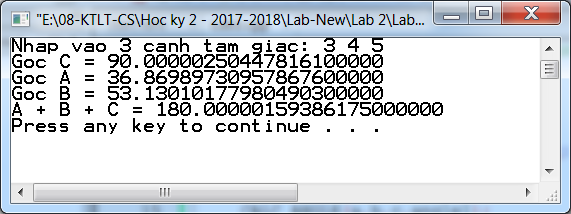 "E:\08-KTLT-CS\Hoc ky 2 - 2017-2018\Lab-New\Lab 2\Lab...
Nhap vao 3 canh tam giac: 3 4 5
Goc C = 90.00000250447816100000
Goc A = 36.86989730957867600000
Goc B = 53.13010177980490300000
A + B + C = 180.00000159386175000000
Press any key to continue . . .